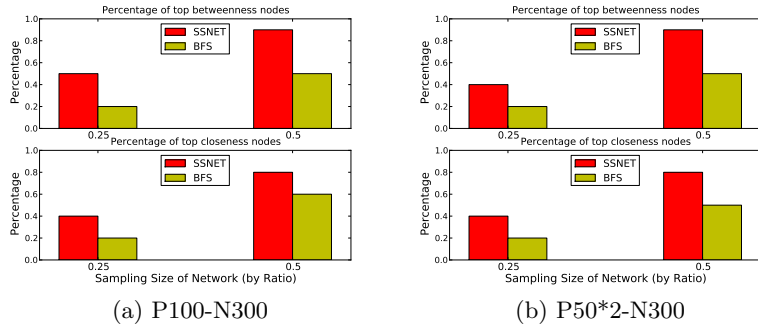 Percentage of top betweenness nodes
1.0
0.8
0.6
0.4
0.2
0.0
Percentage
SSNET
BFS
0.25 0.5
Percentage of top closeness nodes
1.0
0.8
0.6
0.4
0.2
0.0
Percentage
SSNET
BFS
0.25 0.5
Sampling Size of Network (by Ratio)
(a) P100-N300
Percentage of top betweenness nodes
1.0
0.8
0.6
0.4
0.2
0.0
Percentage
SSNET
BFS
0.25 0.5
Percentage of top closeness nodes
1.0
0.8
0.6
0.4
0.2
0.0
Percentage
SSNET
BFS
0.25 0.5
Sampling Size of Network (by Ratio)
(b) P50*2-N300